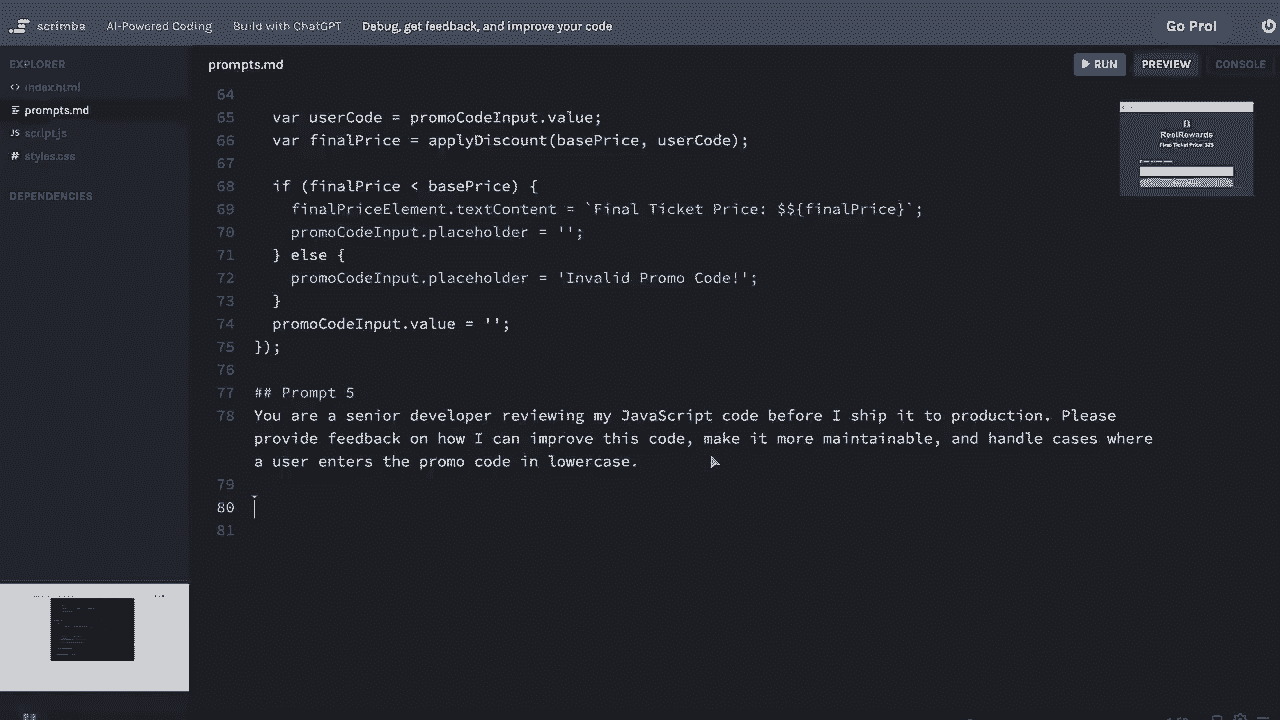 scrimba AI-Powered Coding Build with ChatGPT Debug, get feedback, and improve your code Go Pro!
EXPLORER
index.html
prompts.md
script.js
styles.css
DEPENDENCIES
prompts.md RUN PREVIEW CONSOLE
64
65 var userCode = promoCodeInput.value;
66 var finalPrice = applyDiscount(basePrice, userCode);
67
68 if (finalPrice < basePrice) {
69 finalPriceElement.textContent = `Final Ticket Price: $${finalPrice}`;
70 promoCodeInput.placeholder = '';
71 } else {
72 promoCodeInput.placeholder = 'Invalid Promo Code!';
73 }
74 promoCodeInput.value = '';
75 });
76
77 ## Prompt 5
78 You are a senior developer reviewing my JavaScript code before I ship it to production. Please
provide feedback on how I can improve this code, make it more maintainable, and handle cases where
a user enters the promo code in lowercase.
79
80
81
ReelRewards
Final Ticket Price: $25